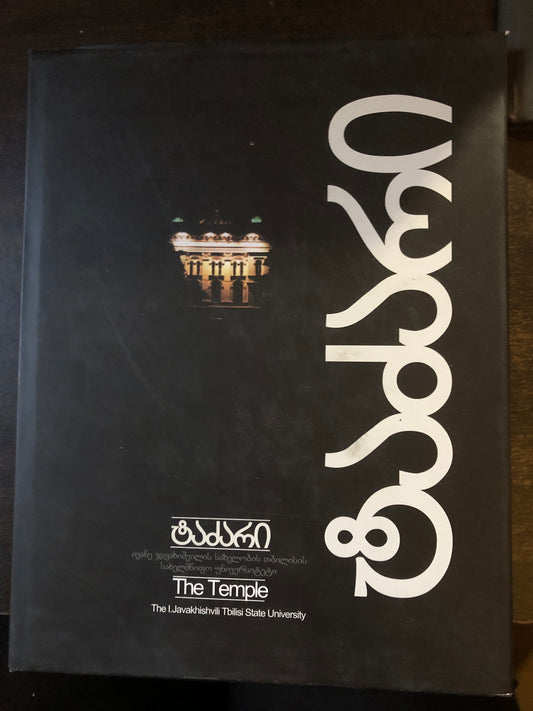 ტაძარი
ტაძარი
ივანე ჯავახიშვილის სახელობის თბილისის
სახელმწიფო უნივერსიტეტი
The Temple
The I.Javakhishvili Tbilisi State University